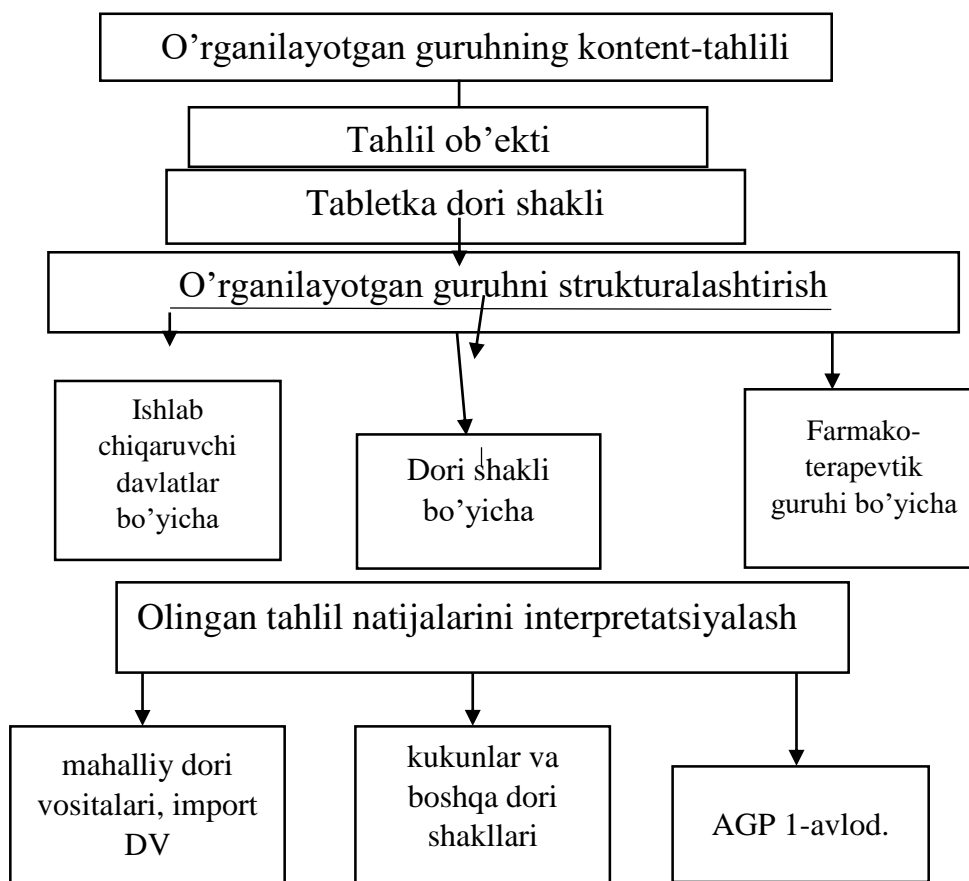 O’rganilayotgan guruhning kontent-tahlili
Tahlil ob’ekti
Tabletka dori shakli
O’rganilayotgan guruhni strukturalashtirish
Ishlab
chiqaruvchi
davlatlar
bo’yicha
Dori shakli
bo’yicha
Farmako-
terapevtik
guruhi bo’yicha
Olingan tahlil natijalarini interpretatsiyalash
mahalliy dori
vositalari, import
DV
kukunlar va
boshqa dori
shakllari
AGP 1-avlod.